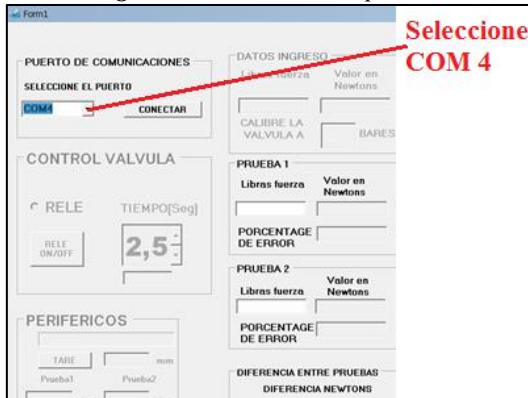 Form1
Seleccione
COM 4
PUERTO DE COMUNICACIONES
SELECCIONE EL PUERTO
COM4
CONECTAR
DATOS INGRESO
Libras fuerza
Valor en
Newtons
CALIBRE LA
VALVULA A
BARES
CONTROL VALVULA
RELE
TIEMPO[Seg]
RELE
ON/OFF
2,5
PRUEBA 1
Libras fuerza
Valor en
Newtons
PORCENTAGE
DE ERROR
PRUEBA 2
Libras fuerza
Valor en
Newtons
PORCENTAGE
DE ERROR
PERIFERICOS
TARE
mm
Prueba1
Prueba2
DIFERENCIA ENTRE PRUEBAS
DIFERENCIA NEWTONS